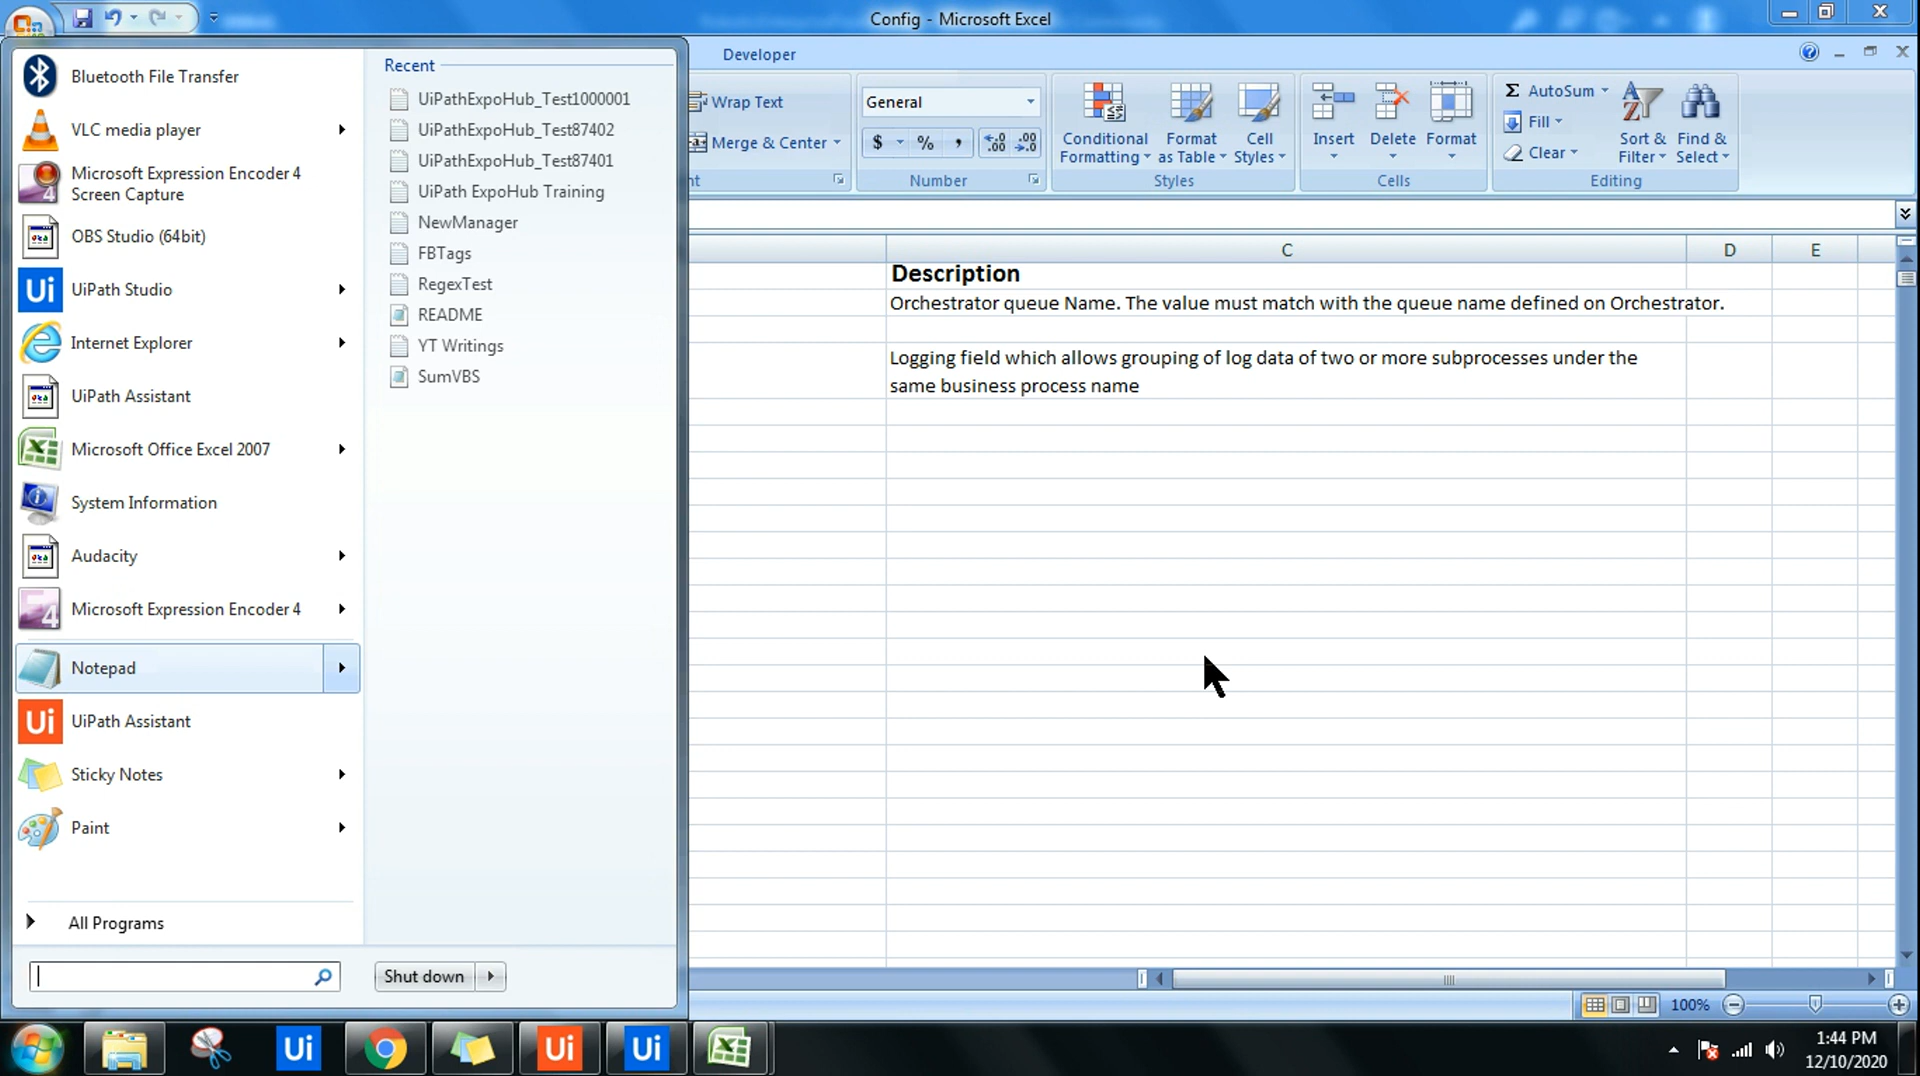 Config - Microsoft Excel
Developer
Bluetooth File Transfer
VLC media player
Microsoft Expression Encoder 4
Screen Capture
OBS Studio (64bit)
UiPath Studio
Internet Explorer
UiPath Assistant
Microsoft Office Excel 2007
System Information
Audacity
Microsoft Expression Encoder 4
Notepad
UiPath Assistant
Sticky Notes
Paint
All Programs
Shut down
Recent
UiPathExpoHub_Test1000001
UiPathExpoHub_Test87402
UiPathExpoHub_Test87401
UiPath ExpoHub Training
NewManager
FBTags
RegexTest
README
YT Writings
SumVBS
Wrap Text
Merge & Center
nt
General
$ % ,
Number
Conditional
Formatting
Format
as Table
Cell
Styles
Styles
Insert
Delete
Format
Cells
Σ AutoSum
Fill
Clear
Sort &
Filter
Find &
Select
Editing
C D E
Description
Orchestrator queue Name. The value must match with the queue name defined on Orchestrator.
Logging field which allows grouping of log data of two or more subprocesses under the
same business process name
100%
Ui
Ui
Ui
Ui
Ui
1:44 PM
12/10/2020